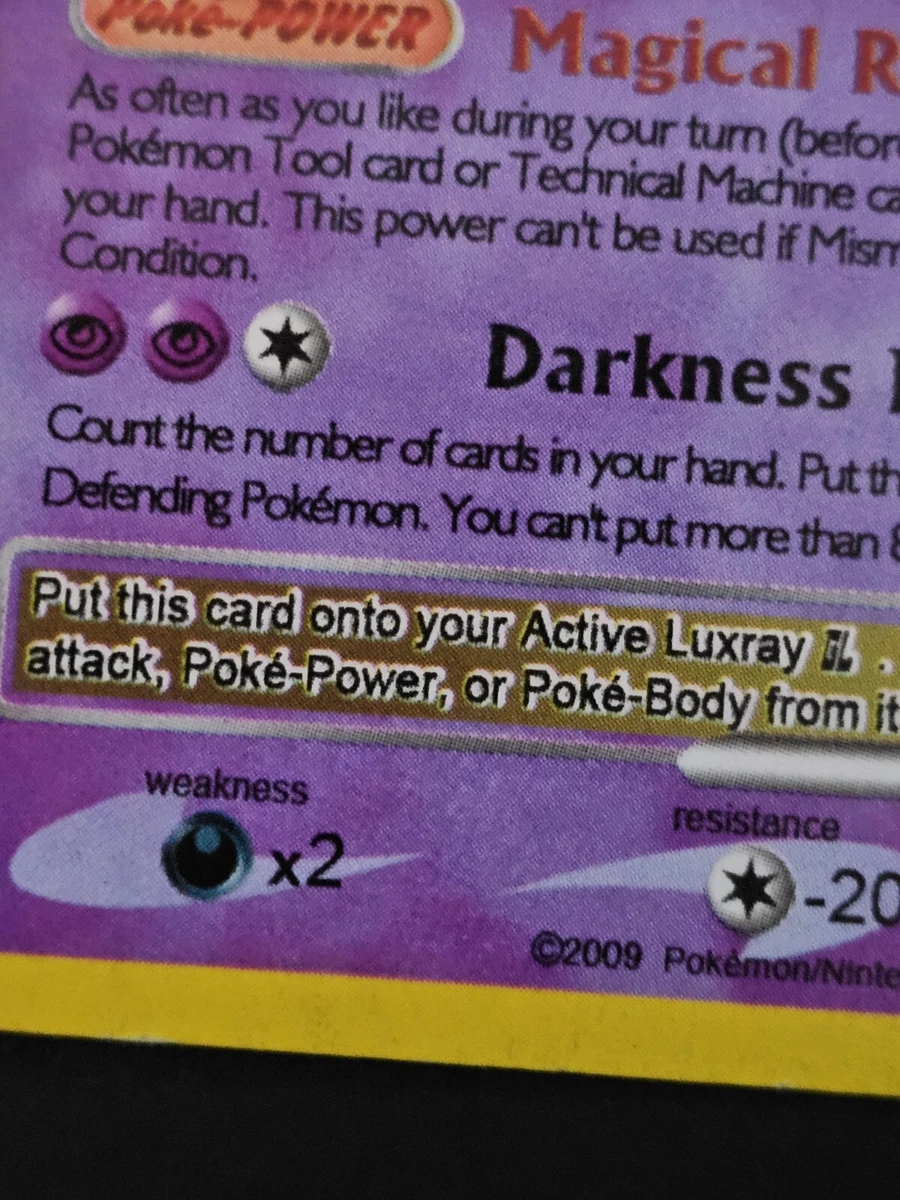 Poké-POWER Magical R
As often as you like during your turn (befor
Pokémon Tool card or Technical Machine ca
your hand. This power can't be used if Mism
Condition.
Darkness
Count the number of cards in your hand. Put th
Defending Pokémon. You can't put more than 8
Put this card onto your Active Luxray GL .
attack, Poké-Power, or Poké-Body from it
weakness
resistance
x2
-20
©2009 Pokémon/Ninte